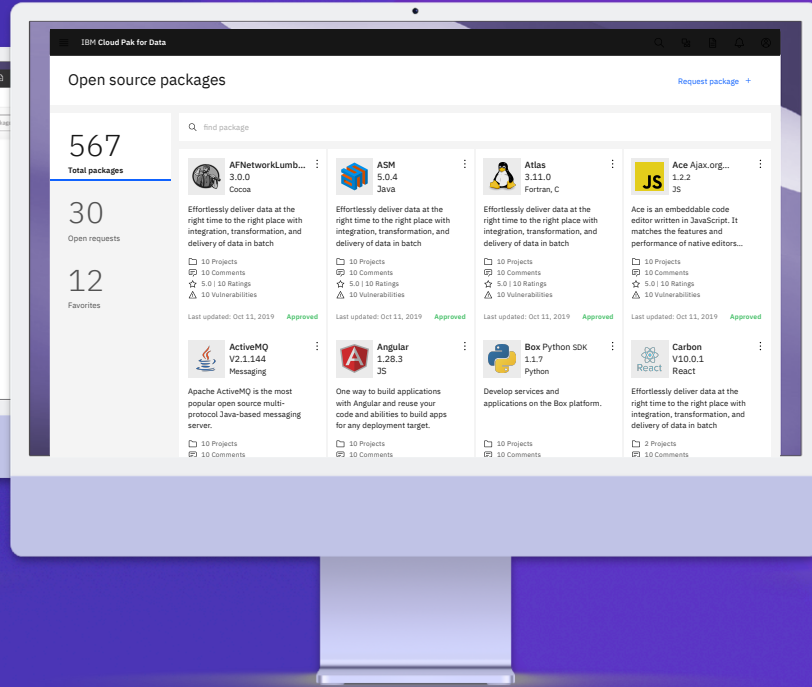 IBM Cloud Pak for Data
Open source packages
Request package +
567
Total packages
30
Open requests
12
Favorites
find package
AFNetworkLumb...
3.0.0
Cocoa
Effortlessly deliver data at the
right time to the right place with
integration, transformation, and
delivery of data in batch
10 Projects
10 Comments
5.0 | 10 Ratings
10 Vulnerabilities
Last updated: Oct 11, 2019 Approved
ASM
5.0.4
Java
Effortlessly deliver data at the
right time to the right place with
integration, transformation, and
delivery of data in batch
10 Projects
10 Comments
5.0 | 10 Ratings
10 Vulnerabilities
Last updated: Oct 11, 2019 Approved
Atlas
3.11.0
Fortran, C
Effortlessly deliver data at the
right time to the right place with
integration, transformation, and
delivery of data in batch
10 Projects
10 Comments
5.0 | 10 Ratings
10 Vulnerabilities
Last updated: Oct 11, 2019 Approved
JS
Ace Ajax.org...
1.2.2
JS
Ace is an embeddable code
editor written in JavaScript. It
matches the features and
performance of native editors...
10 Projects
10 Comments
5.0 | 10 Ratings
10 Vulnerabilities
Last updated: Oct 11, 2019 Approved
ActiveMQ
V2.1.144
Messaging
Apache ActiveMQ is the most
popular open source multi-
protocol Java-based messaging
server.
10 Projects
10 Comments
Angular
1.28.3
JS
One way to build applications
with Angular and reuse your
code and abilities to build apps
for any deployment target.
10 Projects
10 Comments
Box Python SDK
1.1.7
Python
Develop services and
applications on the Box platform.
10 Projects
10 Comments
React
Carbon
V10.0.1
React
Effortlessly deliver data at the
right time to the right place with
integration, transformation, and
delivery of data in batch
2 Projects
10 Comments